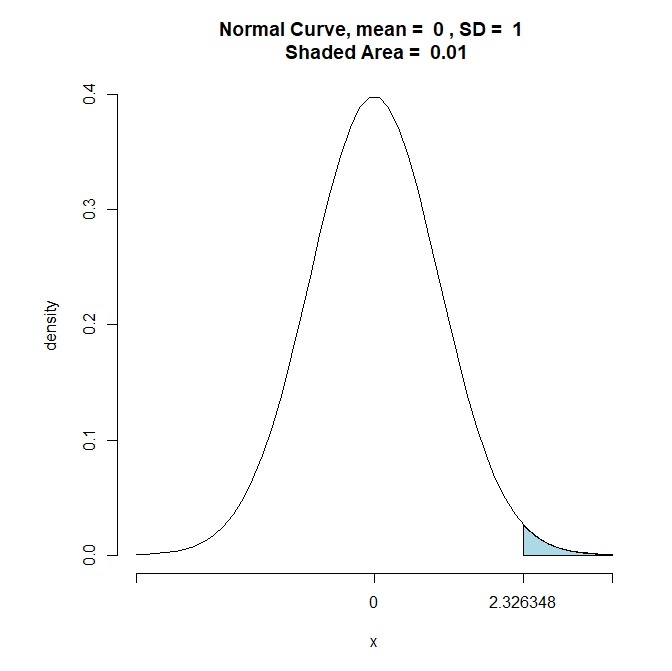 Normal Curve, mean =  0 , SD =  1
Shaded Area =  0.01
0.4
0.3
0.2
0.1
0.0
density
0
2.326348
x